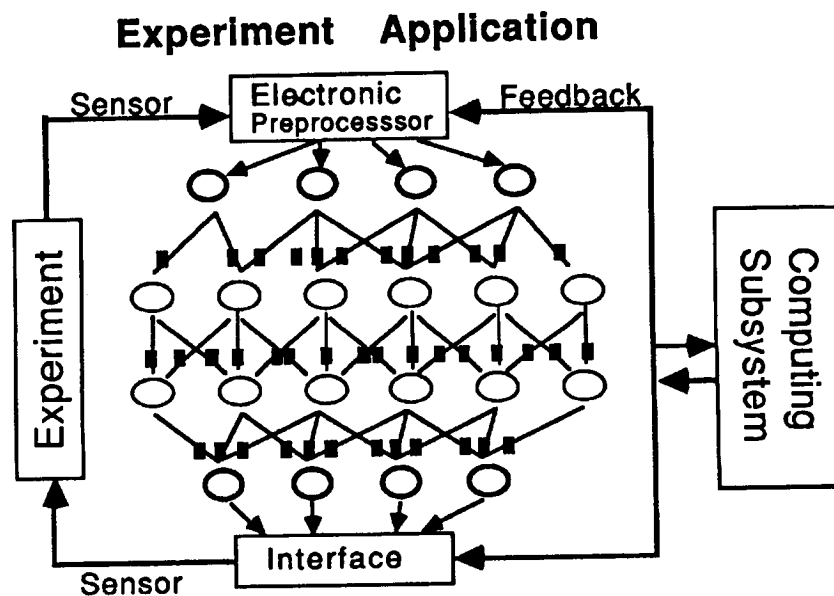 Experiment Application
Sensor
Electronic
Preprocesssor
Feedback
Experiment
Computing
Subsystem
Interface
Sensor